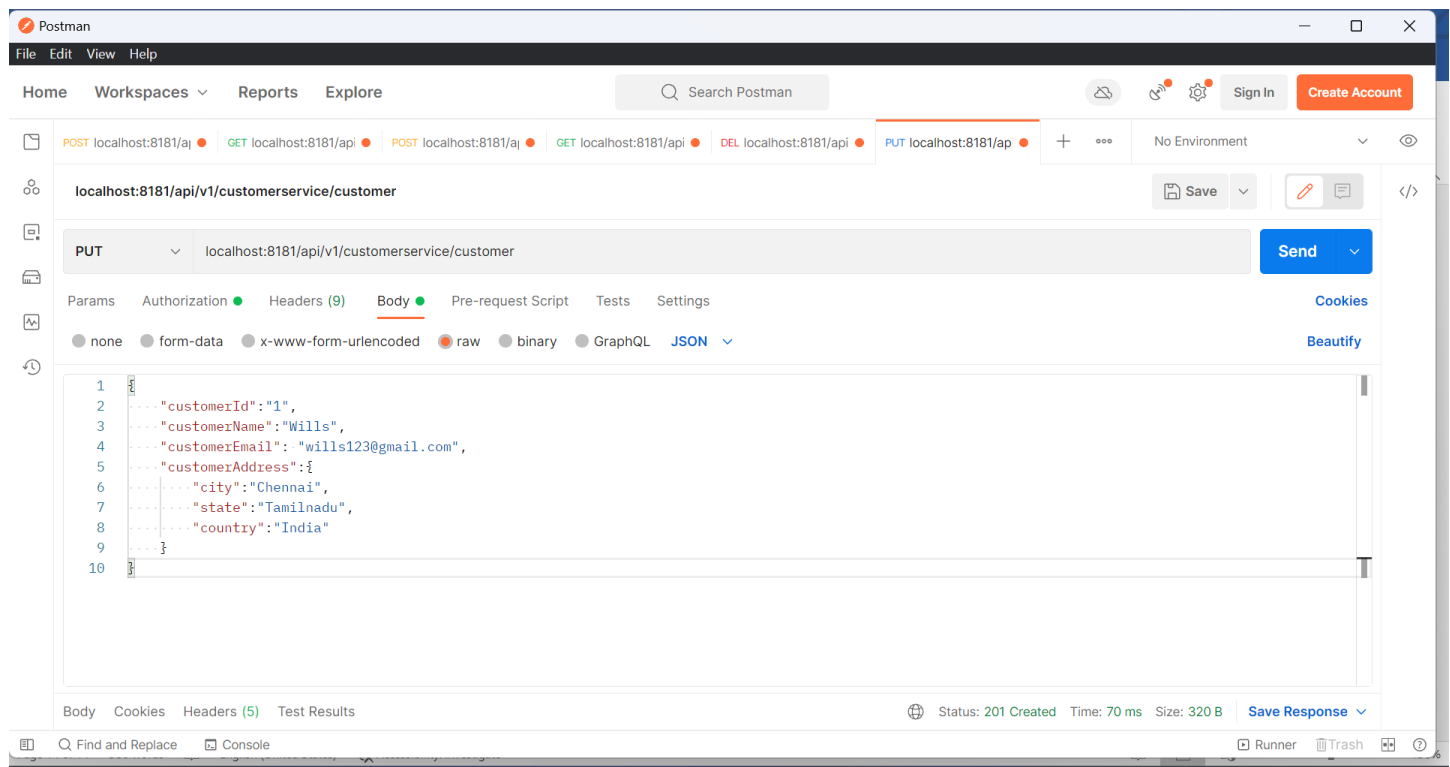 Postman
File Edit View Help
Home Workspaces Reports Explore Search Postman Sign In Create Account
POST localhost:8181/ap GET localhost:8181/api POST localhost:8181/a GET localhost:8181/api DEL localhost:8181/api PUT localhost:8181/ap No Environment
localhost:8181/api/v1/customerservice/customer Save </>
PUT localhost:8181/api/v1/customerservice/customer Send
Params Authorization Headers (9) Body Pre-request Script Tests Settings Cookies
none form-data x-www-form-urlencoded raw binary GraphQL JSON Beautify
1 {
2 "customerId":"1",
3 "customerName":"Wills",
4 "customerEmail": "wills123@gmail.com",
5 "customerAddress":{
6 "city":"Chennai",
7 "state":"Tamilnadu",
8 "country":"India"
9 }
10 }
Body Cookies Headers (5) Test Results Status: 201 Created Time: 70 ms Size: 320 B Save Response
Find and Replace Console Runner Trash